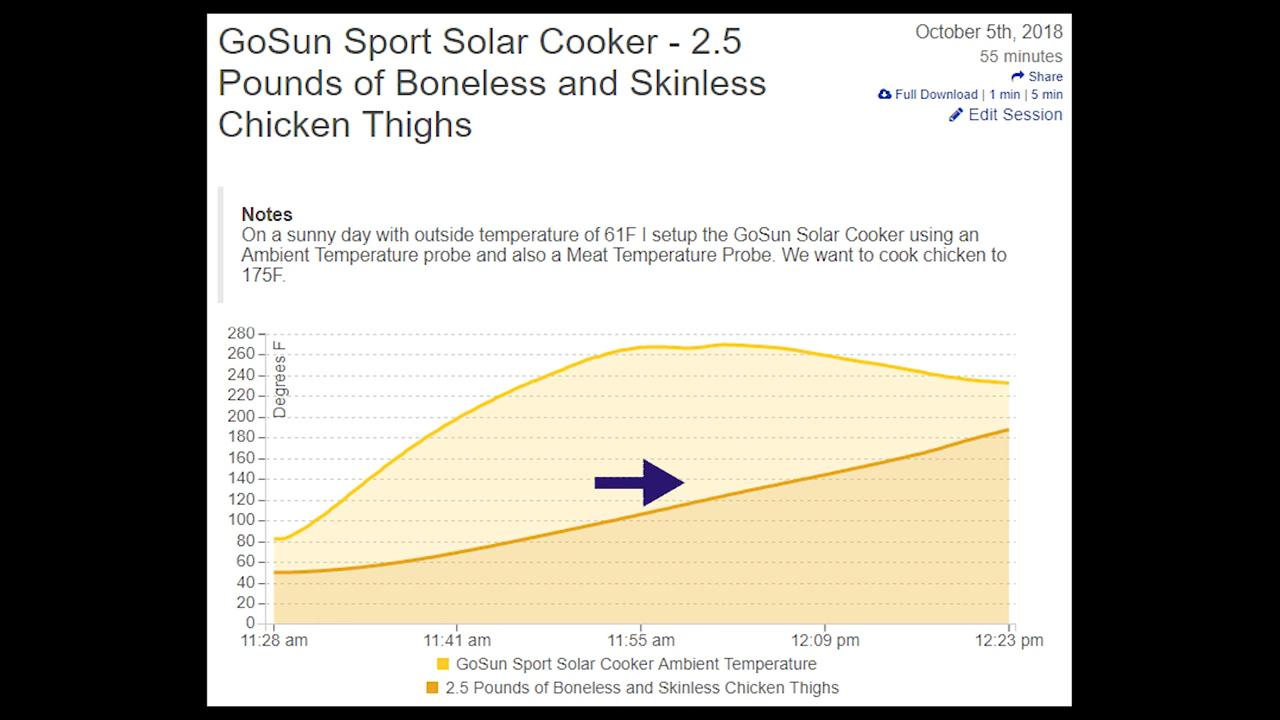 GoSun Sport Solar Cooker - 2.5
Pounds of Boneless and Skinless
Chicken Thighs
October 5th, 2018
55 minutes
Share
Full Download | 1 min | 5 min
Edit Session
Notes
On a sunny day with outside temperature of 61F I setup the GoSun Solar Cooker using an
Ambient Temperature probe and also a Meat Temperature Probe. We want to cook chicken to
175F.
Degrees F
280
260
240
220
200
180
160
140
120
100
80
60
40
20
0
11:28 am 11:41 am 11:55 am 12:09 pm 12:23 pm
GoSun Sport Solar Cooker Ambient Temperature
2.5 Pounds of Boneless and Skinless Chicken Thighs